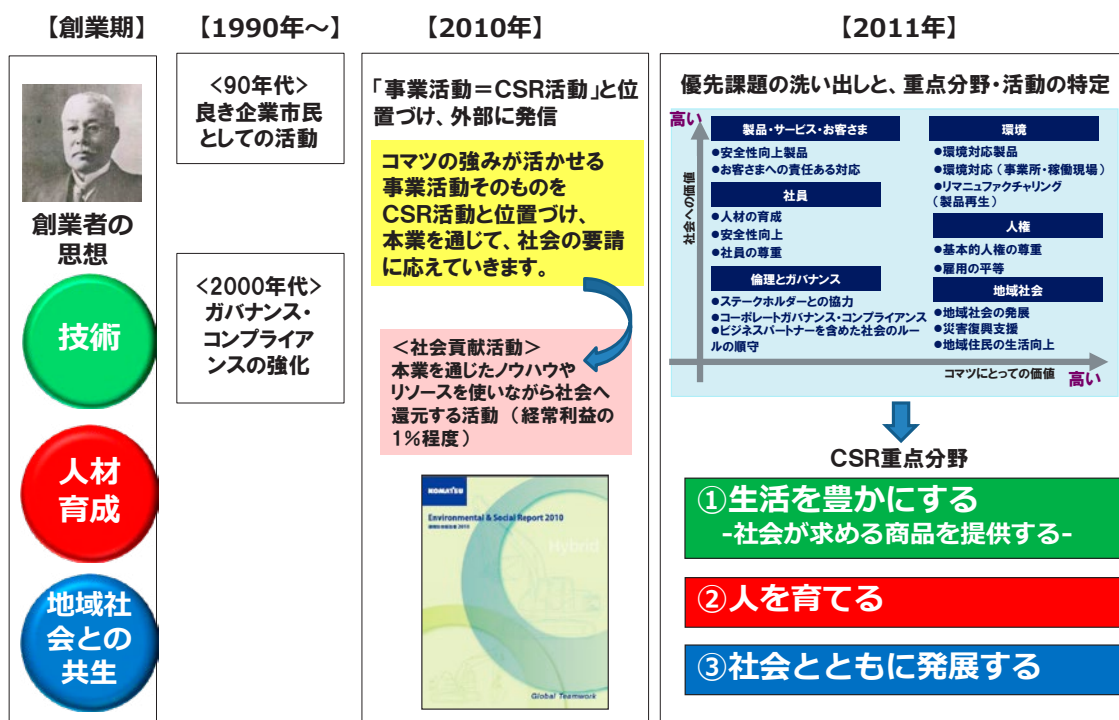 【創業期】
【1990年～】
【2010年】
【2011年】
創業者の
思想
技術
人材
育成
地域社
会との
共生
<90年代>
良き企業市民
としての活動
<2000年代>
ガバナンス・
コンプライア
ンスの強化
「事業活動＝CSR活動」と位
置づけ、外部に発信
コマツの強みが活かせる
事業活動そのものを
CSR活動と位置づけ、
本業を通じて、社会の要請
に応えていきます。
＜社会貢献活動＞
本業を通じたノウハウや
リソースを使いながら社会へ
還元する活動（経常利益の
1%程度）
KOMATSU
Environmental & Social Report 2010
Hybrid
Global Teamwork
優先課題の洗い出しと、重点分野・活動の特定
高い
社会への価値
製品・サービス・お客さま
●安全性向上製品
●お客さまへの責任ある対応
社員
●人材の育成
●安全性向上
●社員の尊重
倫理とガバナンス
●ステークホルダーとの協力
●コーポレートガバナンス・コンプライアンス
●ビジネスパートナーを含めた社会のルー
ルの順守
環境
●環境対応製品
●環境対応（事業所・稼働現場）
●リマニュファクチャリング
（製品再生）
人権
●基本的人権の尊重
●雇用の平等
地域社会
●地域社会の発展
●災害復興支援
●地域住民の生活向上
コマツにとっての価値
高い
CSR重点分野
①生活を豊かにする
-社会が求める商品を提供する-
②人を育てる
③社会とともに発展する